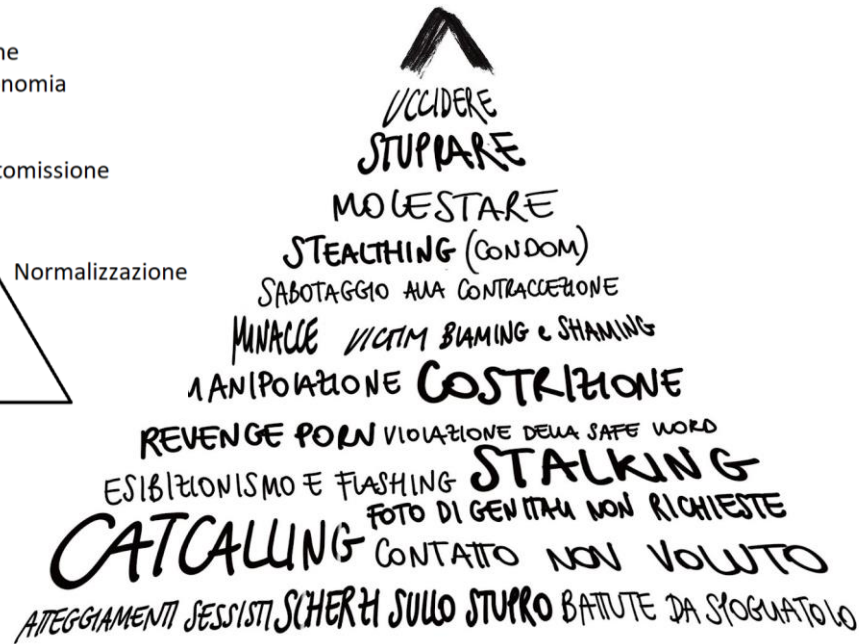 ne
nomia
comissione
Normalizzazione
UCCIDERE
STUPRARE
MOLESTARE
STEALTHING (CONDOM)
SABOTAGGIO ALLA CONTRACCEZIONE
MINACCE VICTIM BLAMING e SHAMING
MANIPOLAZIONE COSTRIZIONE
REVENGE PORN VIOLAZIONE DELLA SAFE WORD
ESIBIZIONISMO E FLASHING STALKING
FOTO DI GENITALI NON RICHIESTE
CATCALLING CONTATTO NON VOLUTO
ATTEGGIAMENTI SESSISTI SCHERZI SULLO STUPRO BATTUTE DA SPOGLIATOIO